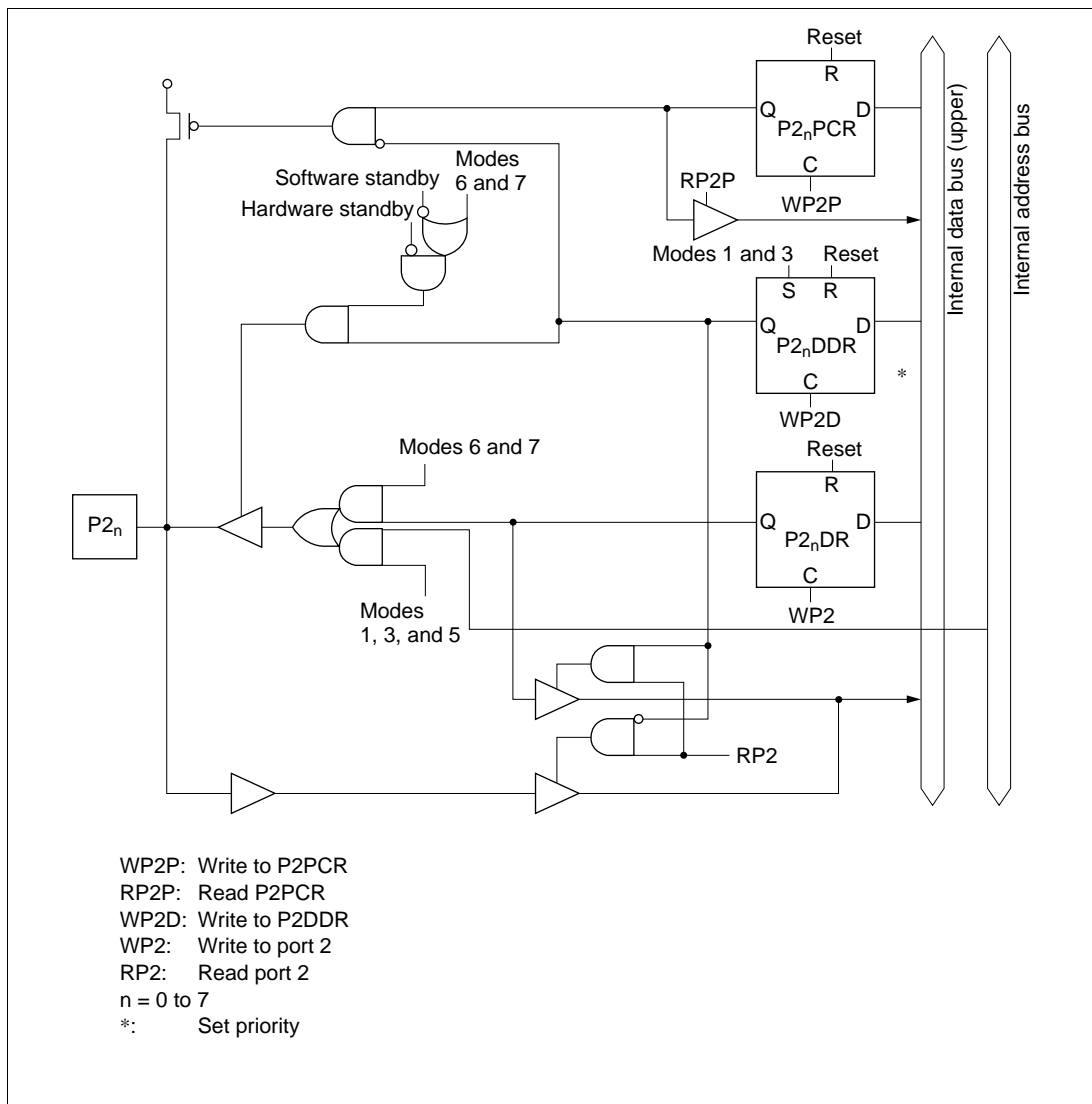 Reset
R
Q
D
P2nPCR
C
WP2P
Modes
6 and 7
Software standby
Hardware standby
RP2P
Internal data bus (upper)
Internal address bus
Modes 1 and 3
Reset
S
R
Q
D
P2nDDR
C
*
WP2D
Modes 6 and 7
Reset
R
P2n
Q
D
P2nDR
C
WP2
Modes
1, 3, and 5
RP2
WP2P: Write to P2PCR
RP2P: Read P2PCR
WP2D: Write to P2DDR
WP2: Write to port 2
RP2: Read port 2
n = 0 to 7
*: Set priority